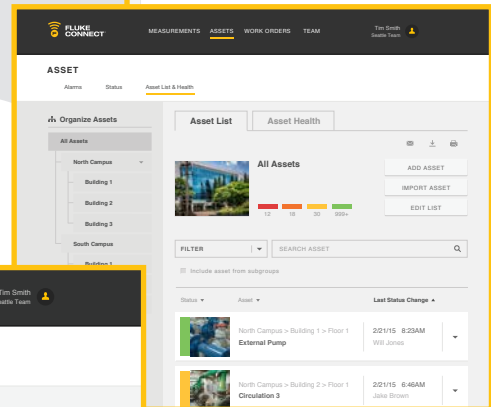 FLUKE
CONNECT
MEASUREMENTS ASSETS WORK ORDERS TEAM
Tim Smith
Seattle Team
ASSET
Alarms Status Asset List & Health
Organize Assets
All Assets
North Campus
Building 1
Building 2
Building 3
South Campus
Building 1
Asset List Asset Health
All Assets
12 18 30 999+
ADD ASSET
IMPORT ASSET
EDIT LIST
FILTER SEARCH ASSET
Include asset from subgroups
Status Asset Last Status Change
North Campus > Building 1 > Floor 1 2/21/15 8:23AM
External Pump Will Jones
North Campus > Building 2 > Floor 1 2/21/15 6:46AM
Circulation 3 Jake Brown
Tim Smith
Seattle Team